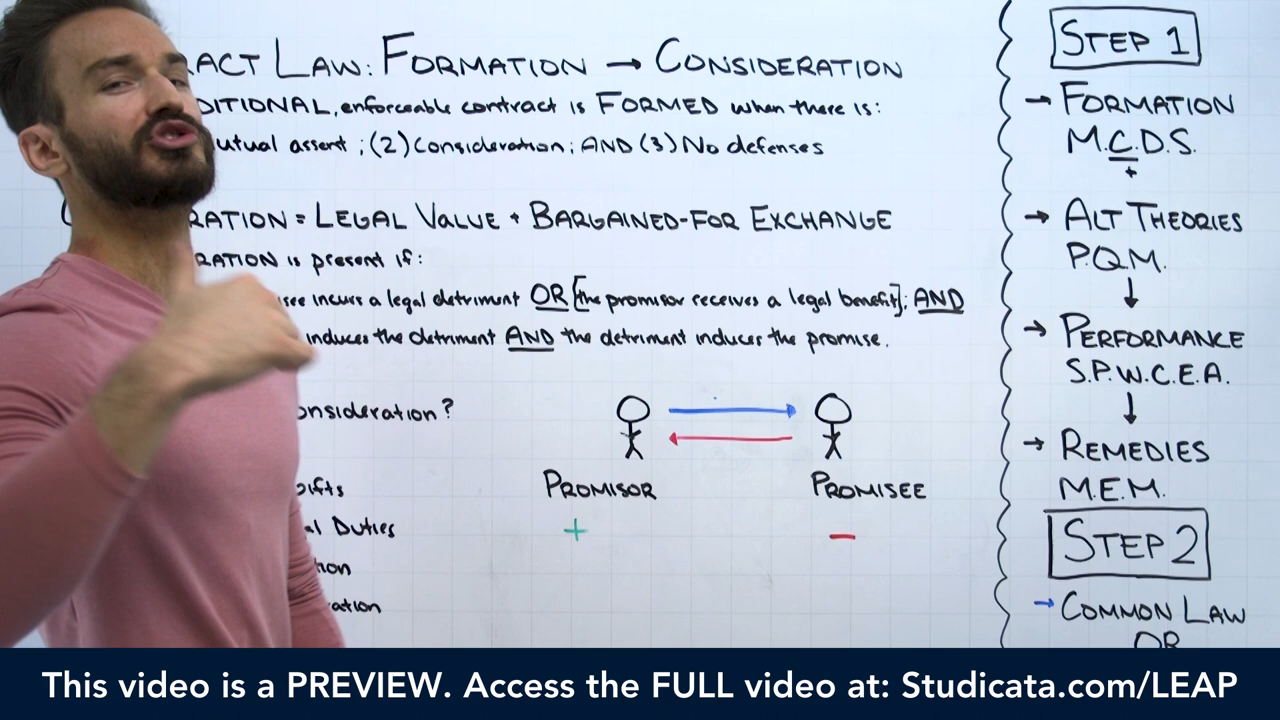 ACT LAW: FORMATION → CONSIDERATION
DITIONAL, enforceable contract is FORMED when there is:
utual assent ; (2) Consideration ; AND (3) No defenses
RATION = LEGAL VALUE + BARGAINED-FOR EXCHANGE
RATION is present if:
see incurs a legal detriment OR [the promisor receives a legal benefit]; AND
induces the detriment AND the detriment induces the promise.
onsideration?
PROMISOR PROMISEE
+ −
Gifts
al Duties
tion
ration
STEP 1
→ FORMATION
M.C.D.S.
+
→ ALT THEORIES
P.Q.M.
↓
→ PERFORMANCE
S.P.W.C.E.A.
↓
→ REMEDIES
M.E.M.
STEP 2
→ COMMON LAW
OR
This video is a PREVIEW. Access the FULL video at: Studicata.com/LEAP